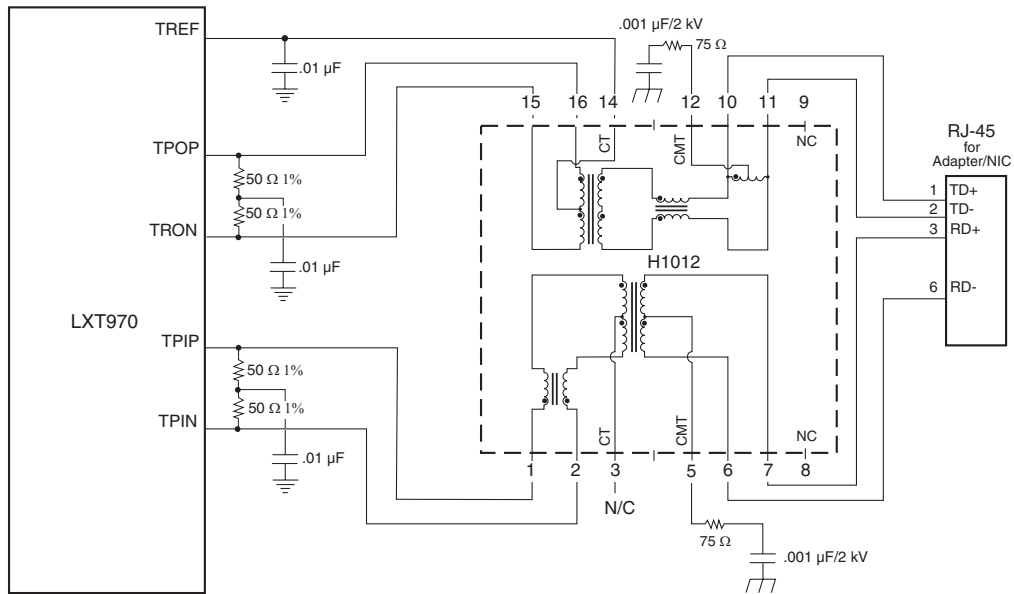 TREF
.01 µF
.001 µF/2 kV
75 Ω
15 16 14 12 10 11 9
CT
CMT
NC
RJ-45
for
Adapter/NIC
TPOP
50 Ω 1%
50 Ω 1%
TRON
.01 µF
1 TD+
2 TD-
3 RD+
6 RD-
H1012
LXT970
TPIP
50 Ω 1%
50 Ω 1%
TPIN
.01 µF
CT
CMT
NC
1 2 3 5 6 7 8
N/C
75 Ω
.001 µF/2 kV